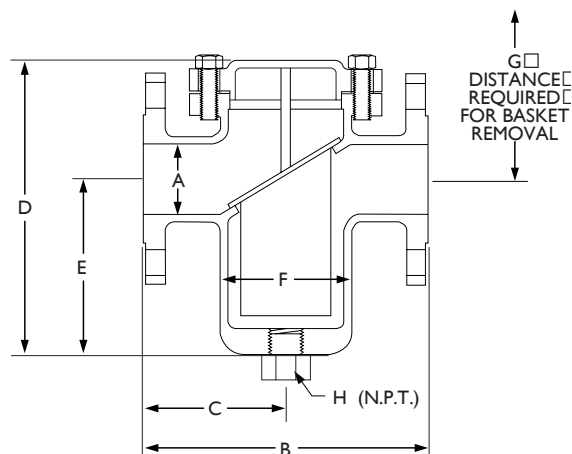 G□
DISTANCE□
REQUIRED□
FOR BASKET
REMOVAL
A
D
E
F
H (N.P.T.)
C
B